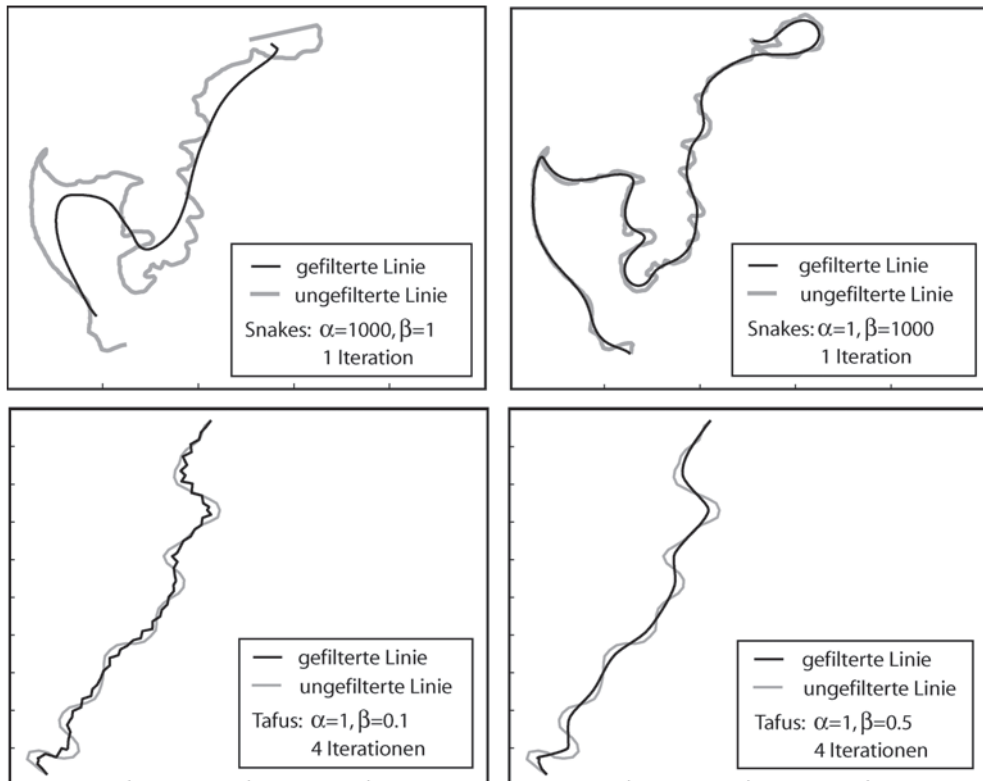 gefilterte Linie
ungefilterte Linie
Snakes: α=1000, β=1
1 Iteration
gefilterte Linie
ungefilterte Linie
Snakes: α=1, β=1000
1 Iteration
gefilterte Linie
ungefilterte Linie
Tafus: α=1, β=0.1
4 Iterationen
gefilterte Linie
ungefilterte Linie
Tafus: α=1, β=0.5
4 Iterationen